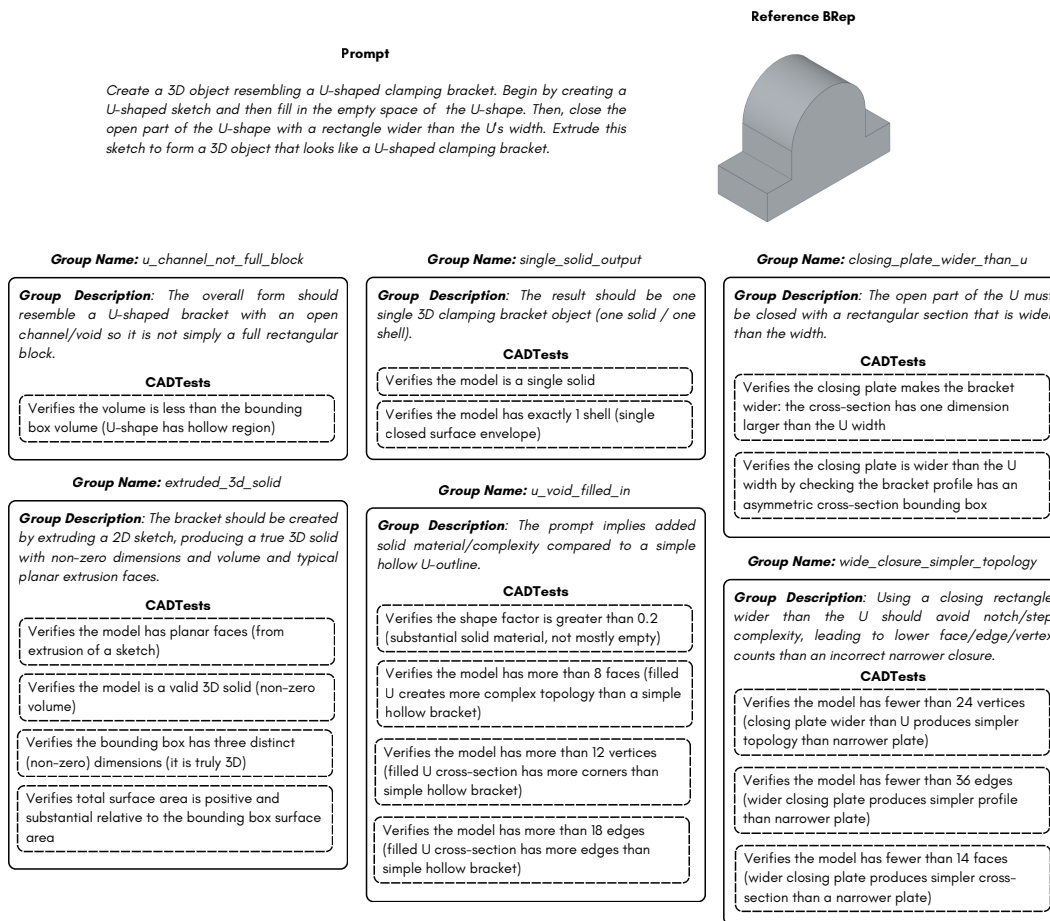 Reference BRep
Prompt
Create a 3D object resembling a U-shaped clamping bracket. Begin by creating a
U-shaped sketch and then fill in the empty space of the U-shape. Then, close the
open part of the U-shape with a rectangle wider than the U's width. Extrude this
sketch to form a 3D object that looks like a U-shaped clamping bracket.
Group Name: u_channel_not_full_block
Group Description: The overall form should
resemble a U-shaped bracket with an open
channel/void so it is not simply a full rectangular
block.
CADTests
Verifies the volume is less than the bounding
box volume (U-shape has hollow region)
Group Name: extruded_3d_solid
Group Description: The bracket should be created
by extruding a 2D sketch, producing a true 3D solid
with non-zero dimensions and volume and typical
planar extrusion faces.
CADTests
Verifies the model has planar faces (from
extrusion of a sketch)
Verifies the model is a valid 3D solid (non-zero
volume)
Verifies the bounding box has three distinct
(non-zero) dimensions (it is truly 3D)
Verifies total surface area is positive and
substantial relative to the bounding box surface
area
Group Name: single_solid_output
Group Description: The result should be one
single 3D clamping bracket object (one solid / one
shell).
CADTests
Verifies the model is a single solid
Verifies the model has exactly 1 shell (single
closed surface envelope)
Group Name: u_void_filled_in
Group Description: The prompt implies added
solid material/complexity compared to a simple
hollow U-outline.
CADTests
Verifies the shape factor is greater than 0.2
(substantial solid material, not mostly empty)
Verifies the model has more than 8 faces (filled
U creates more complex topology than a simple
hollow bracket)
Verifies the model has more than 12 vertices
(filled U cross-section has more corners than
simple hollow bracket)
Verifies the model has more than 18 edges
(filled U cross-section has more edges than
simple hollow bracket)
Group Name: closing_plate_wider_than_u
Group Description: The open part of the U must
be closed with a rectangular section that is wider
than the width.
CADTests
Verifies the closing plate makes the bracket
wider: the cross-section has one dimension
larger than the U width
Verifies the closing plate is wider than the U
width by checking the bracket profile has an
asymmetric cross-section bounding box
Group Name: wide_closure_simpler_topology
Group Description: Using a closing rectangle
wider than the U should avoid notch/step
complexity, leading to lower face/edge/vertex
counts than an incorrect narrower closure.
CADTests
Verifies the model has fewer than 24 vertices
(closing plate wider than U produces simpler
topology than narrower plate)
Verifies the model has fewer than 36 edges
(wider closing plate produces simpler profile
than narrower plate)
Verifies the model has fewer than 14 faces
(wider closing plate produces simpler cross-
section than a narrower plate)